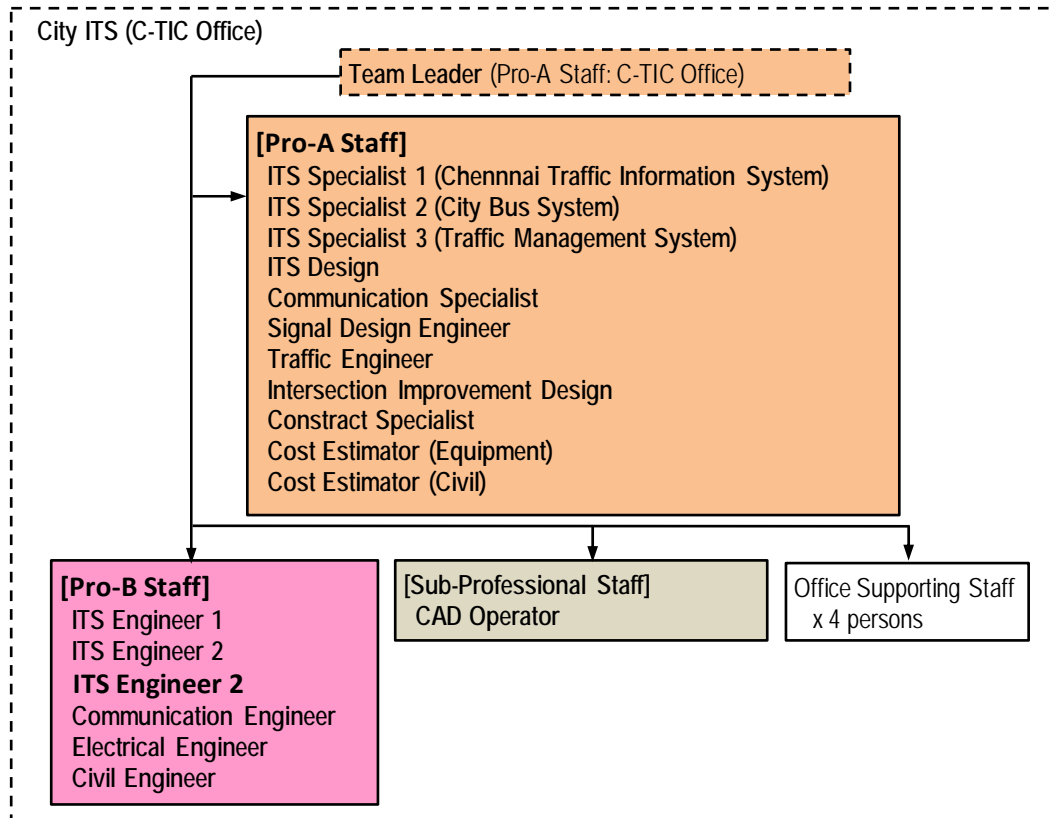 City ITS (C-TIC Office)
Team Leader (Pro-A Staff: C-TIC Office)
[Pro-A Staff]
ITS Specialist 1 (Chennnai Traffic Information System)
ITS Specialist 2 (City Bus System)
ITS Specialist 3 (Traffic Management System)
ITS Design
Communication Specialist
Signal Design Engineer
Traffic Engineer
Intersection Improvement Design
Constract Specialist
Cost Estimator (Equipment)
Cost Estimator (Civil)
[Pro-B Staff]
ITS Engineer 1
ITS Engineer 2
ITS Engineer 2
Communication Engineer
Electrical Engineer
Civil Engineer
[Sub-Professional Staff]
CAD Operator
Office Supporting Staff
x 4 persons